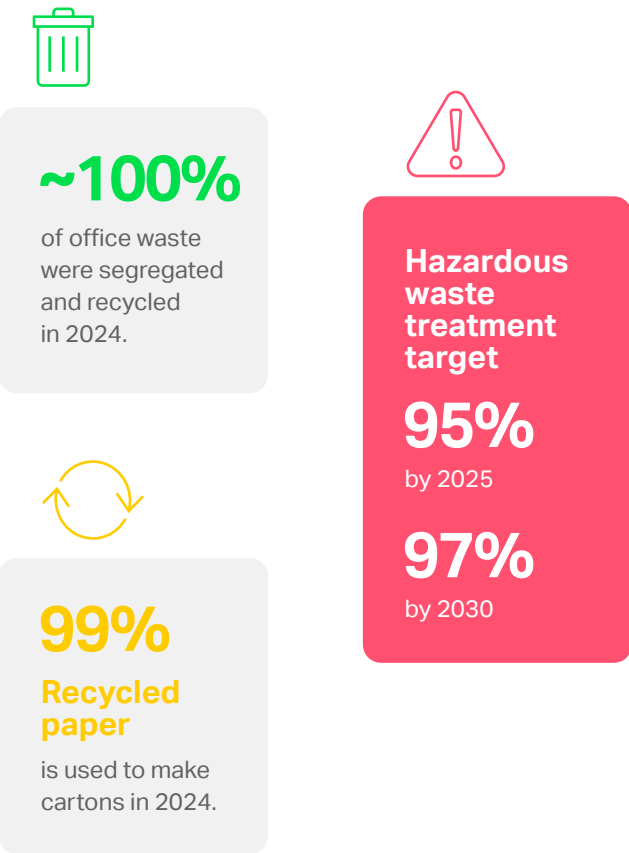 ~100%
of office waste
were segregated
and recycled
in 2024.
99%
Recycled
paper
is used to make
cartons in 2024.
Hazardous
waste
treatment
target
95%
by 2025
97%
by 2030